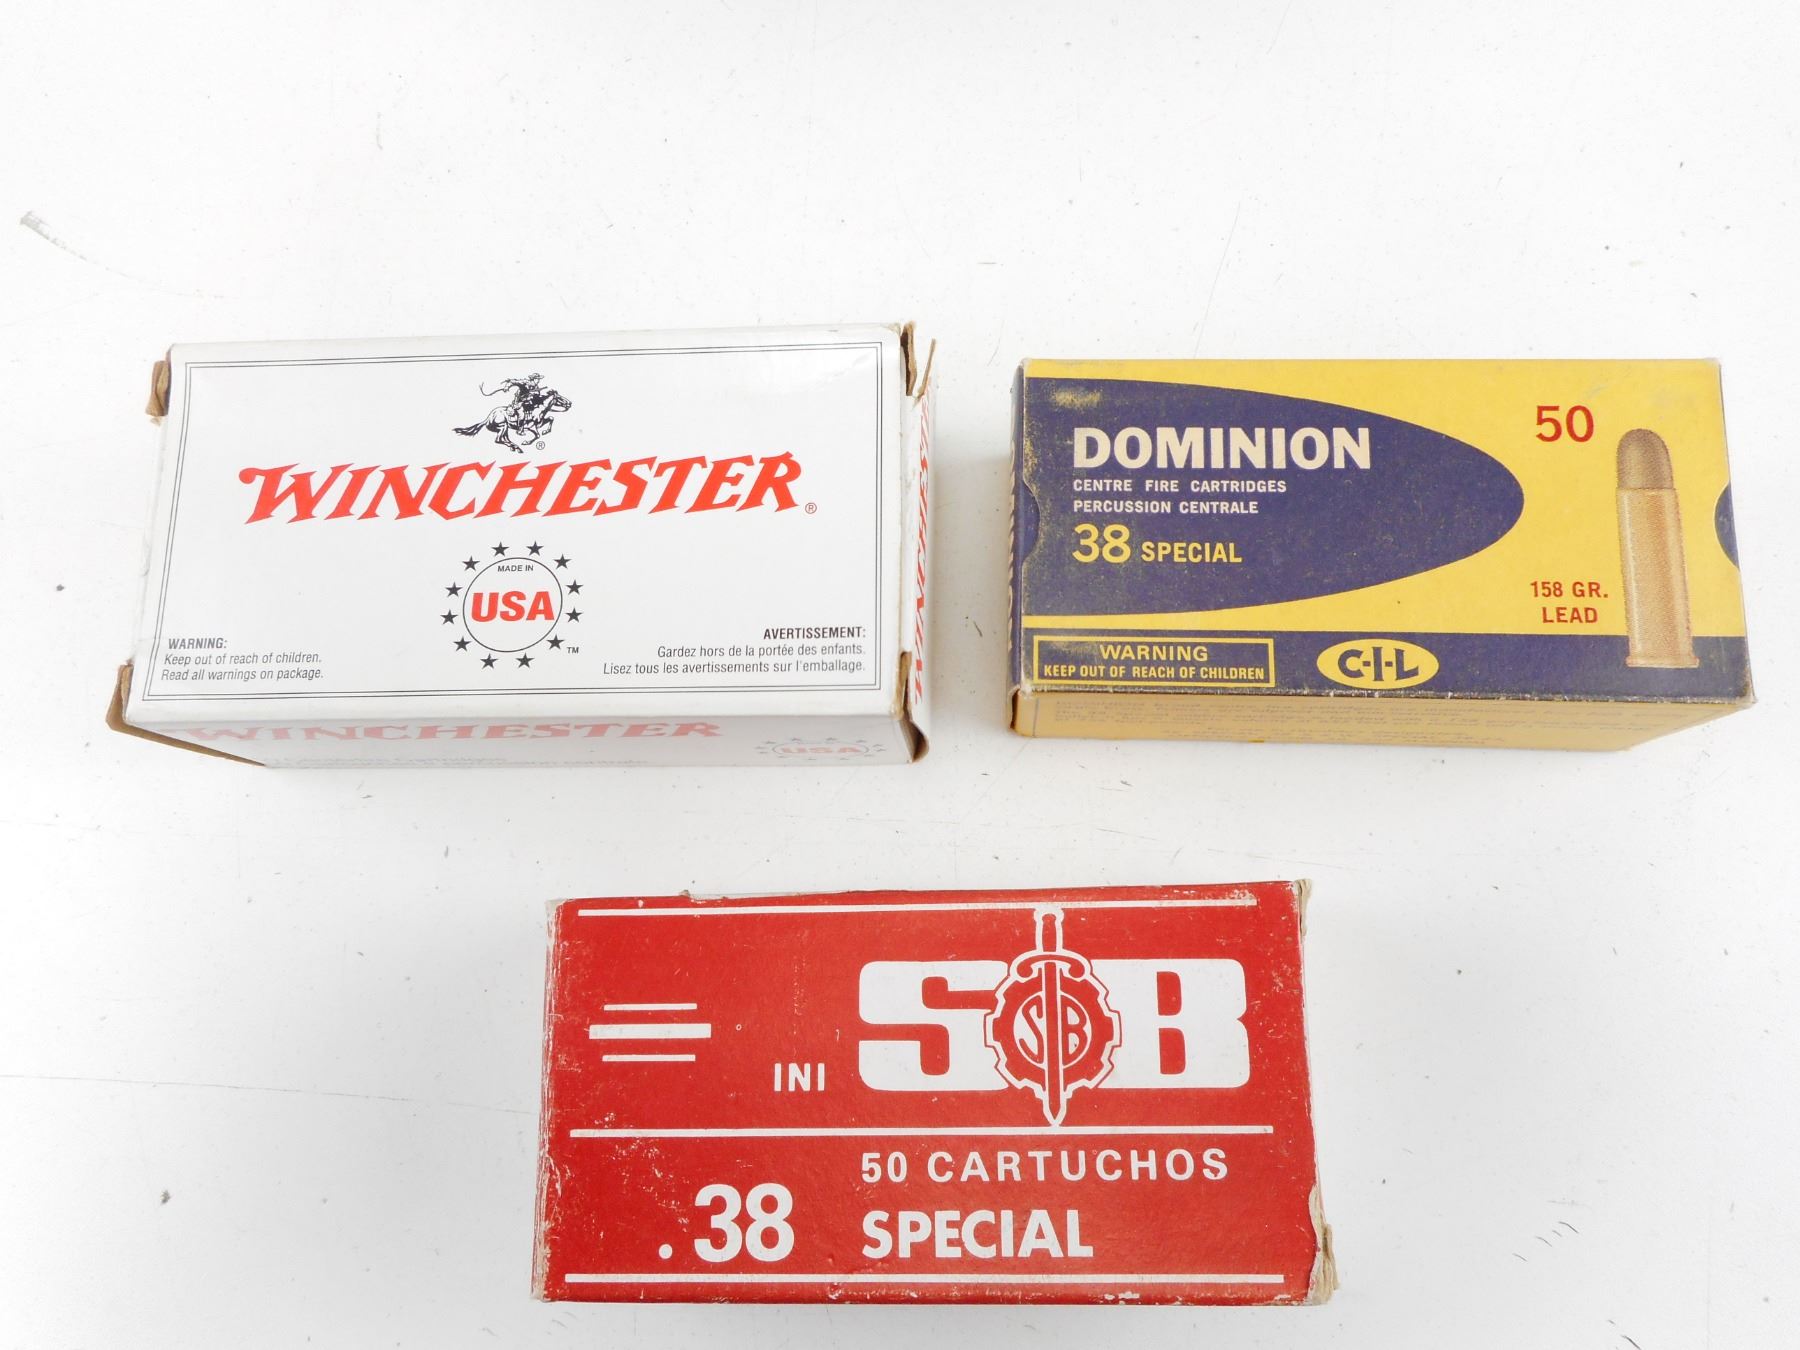 WINCHESTER®
MADE IN
USA
™
WARNING:
Keep out of reach of children.
Read all warnings on package.
AVERTISSEMENT:
Gardez hors de la portée des enfants.
Lisez tous les avertissements sur l'emballage.
WINCHESTER
USA
WINCHESTER
DOMINION
CENTRE FIRE CARTRIDGES
PERCUSSION CENTRALE
38 SPECIAL
50
158 GR.
LEAD
WARNING
KEEP OUT OF REACH OF CHILDREN
C-I-L
INI
S B
SB
50 CARTUCHOS
.38 SPECIAL